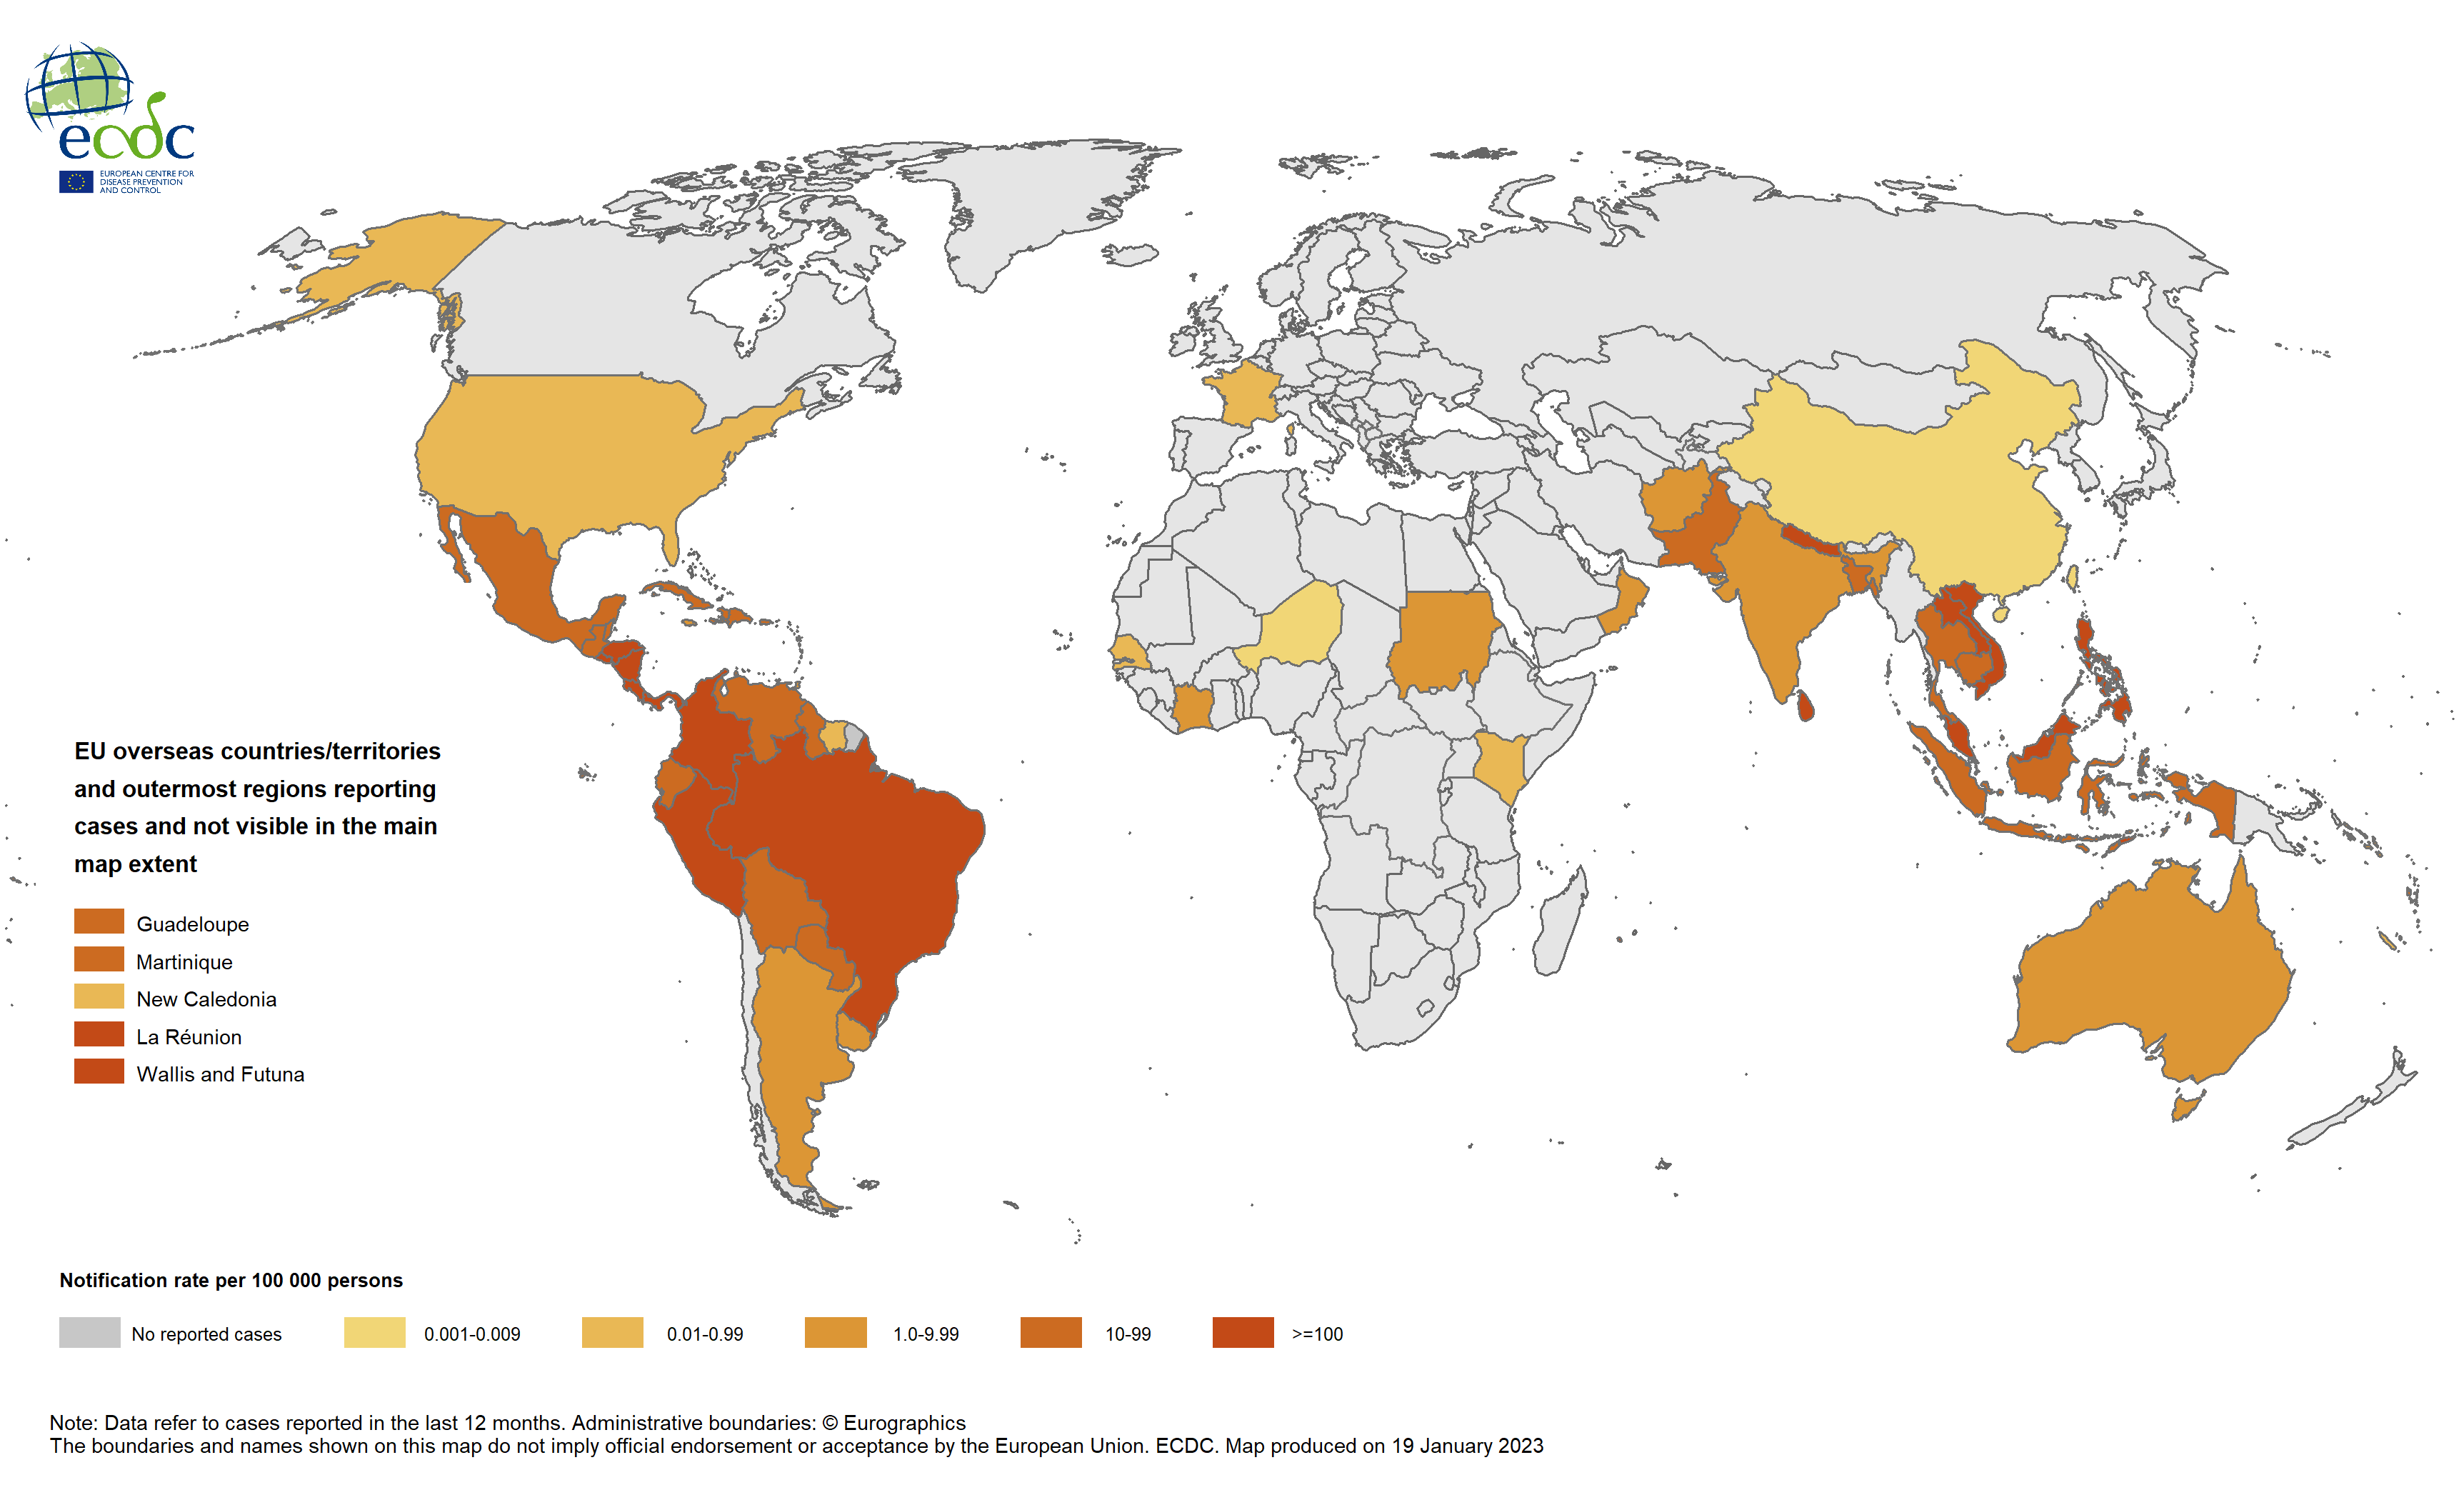 ecdc
EUROPEAN CENTRE FOR
DISEASE PREVENTION
AND CONTROL
EU overseas countries/territories
and outermost regions reporting
cases and not visible in the main
map extent
Guadeloupe
Martinique
New Caledonia
La Réunion
Wallis and Futuna
Notification rate per 100 000 persons
No reported cases 0.001-0.009 0.01-0.99 1.0-9.99 10-99 >=100
Note: Data refer to cases reported in the last 12 months. Administrative boundaries: © Eurographics
The boundaries and names shown on this map do not imply official endorsement or acceptance by the European Union. ECDC. Map produced on 19 January 2023